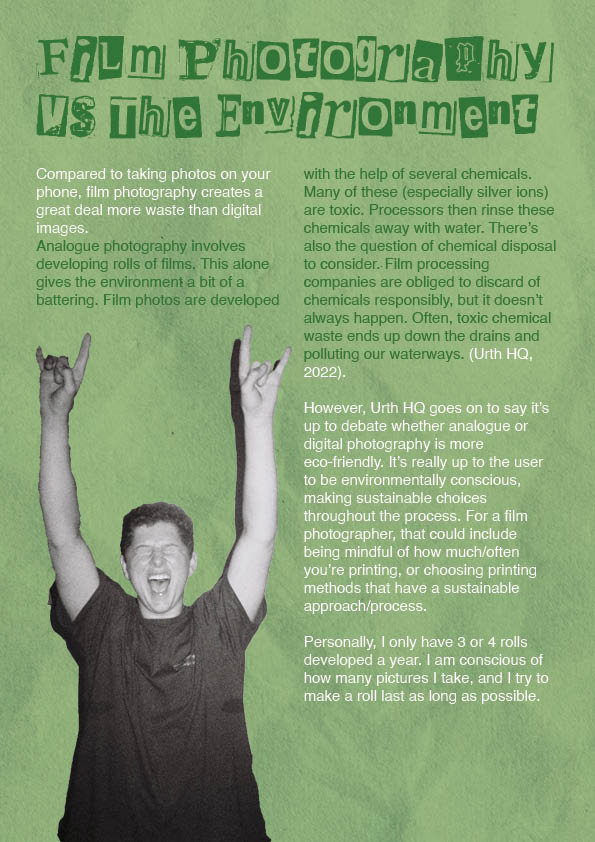 Film Photography
VS The Environment
Compared to taking photos on your
phone, film photography creates a
great deal more waste than digital
images.
Analogue photography involves
developing rolls of films. This alone
gives the environment a bit of a
battering. Film photos are developed
with the help of several chemicals.
Many of these (especially silver ions)
are toxic. Processors then rinse these
chemicals away with water. There's
also the question of chemical disposal
to consider. Film processing
companies are obliged to discard of
chemicals responsibly, but it doesn't
always happen. Often, toxic chemical
waste ends up down the drains and
polluting our waterways. (Urth HQ,
2022).
However, Urth HQ goes on to say it's
up to debate whether analogue or
digital photography is more
eco-friendly. It's really up to the user
to be environmentally conscious,
making sustainable choices
throughout the process. For a film
photographer, that could include
being mindful of how much/often
you're printing, or choosing printing
methods that have a sustainable
approach/process.
Personally, I only have 3 or 4 rolls
developed a year. I am conscious of
how many pictures I take, and I try to
make a roll last as long as possible.